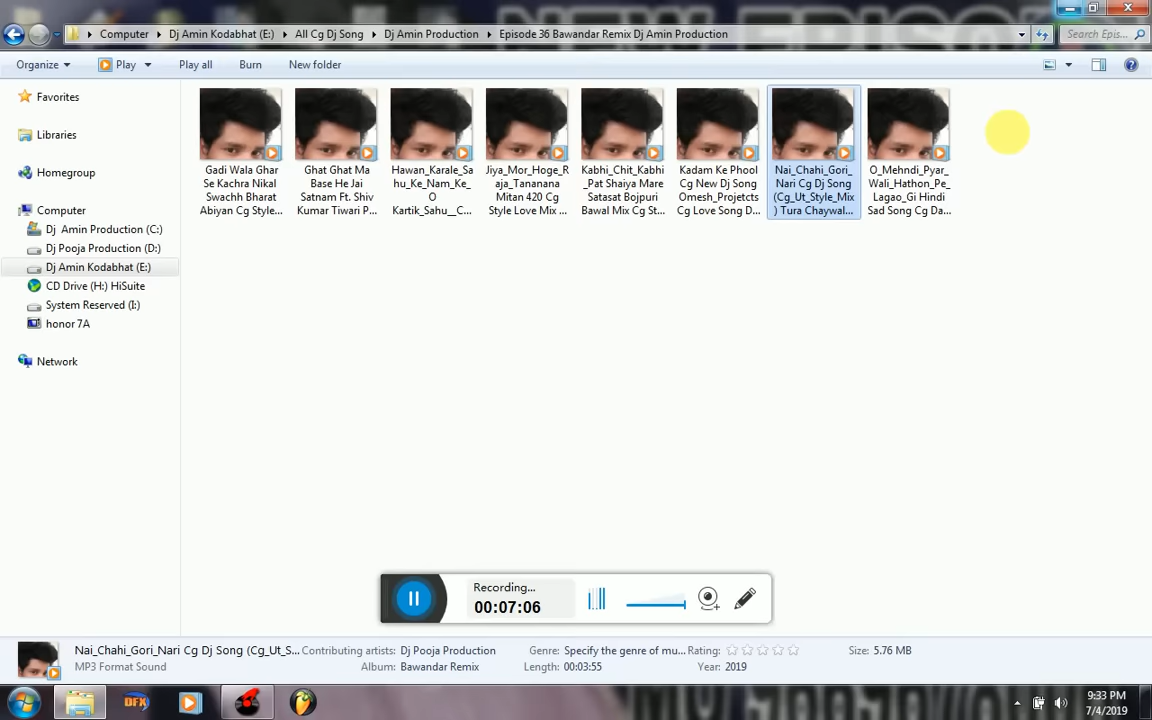 Computer Dj Amin Kodabhat (E:) All Cg Dj Song Dj Amin Production Episode 36 Bawandar Remix Dj Amin Production Search Epis...
Organize Play Play all Burn New folder
Favorites
Libraries
Homegroup
Computer
Dj Amin Production (C:)
Dj Pooja Production (D:)
Dj Amin Kodabhat (E:)
CD Drive (H:) HiSuite
System Reserved (I:)
honor 7A
Network
Gadi Wala Ghar
Se Kachra Nikal
Swachh Bharat
Abiyan Cg Style...
Ghat Ghat Ma
Base He Jai
Satnam Ft. Shiv
Kumar Tiwari P...
Hawan_Karale_Sa
hu_Ke_Nam_Ke_
O
Kartik_Sahu__C...
Jiya_Mor_Hoge_R
aja_Tananana
Mitan 420 Cg
Style Love Mix ...
Kabhi_Chit_Kabhi
_Pat Shaiya Mare
Satasat Bojpuri
Bawal Mix Cg St...
Kadam Ke Phool
Cg New Dj Song
Omesh_Projetcts
Cg Love Song D...
Nai_Chahi_Gori_
Nari Cg Dj Song
(Cg_Ut_Style_Mix
) Tura Chaywal...
O_Mehndi_Pyar_
Wali_Hathon_Pe_
Lagao_Gi Hindi
Sad Song Cg Da...
Recording...
00:07:06
Nai_Chahi_Gori_Nari Cg Dj Song (Cg_Ut_S... Contributing artists: Dj Pooja Production Genre: Specify the genre of mu... Rating: Size: 5.76 MB
MP3 Format Sound Album: Bawandar Remix Length: 00:03:55 Year: 2019
DFX
9:33 PM
7/4/2019